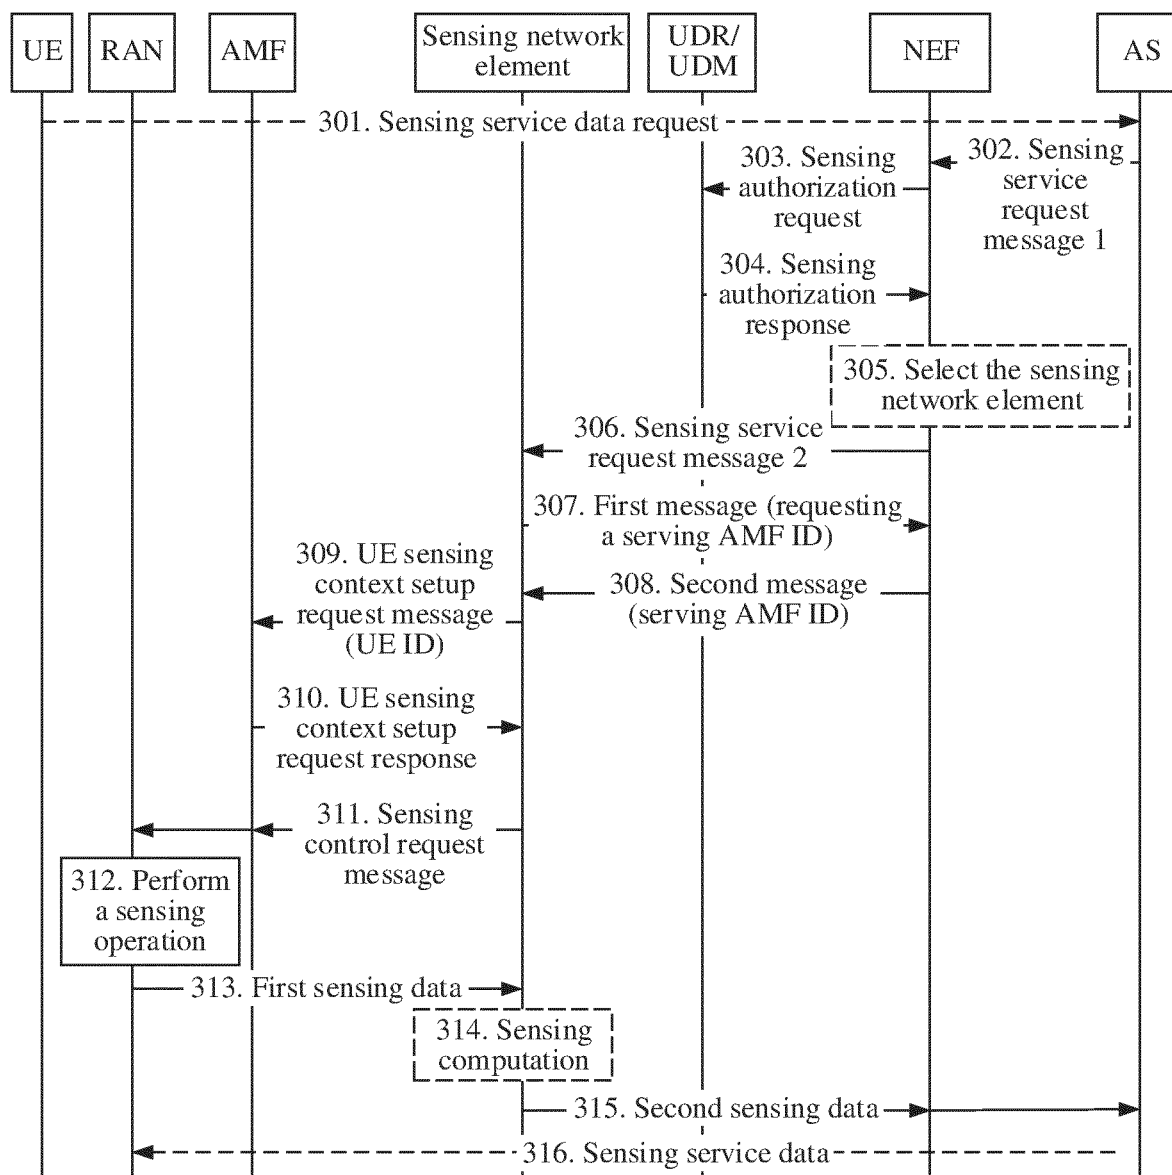 UE
RAN
AMF
Sensing network
element
UDR/
UDM
NEF
AS
301. Sensing service data request
302. Sensing
service
request
message 1
303. Sensing
authorization
request
304. Sensing
authorization
response
305. Select the sensing
network element
306. Sensing service
request message 2
307. First message (requesting
a serving AMF ID)
308. Second message
(serving AMF ID)
309. UE sensing
context setup
request message
(UE ID)
310. UE sensing
context setup
request response
311. Sensing
control request
message
312. Perform
a sensing
operation
313. First sensing data
314. Sensing
computation
315. Second sensing data
316. Sensing service data